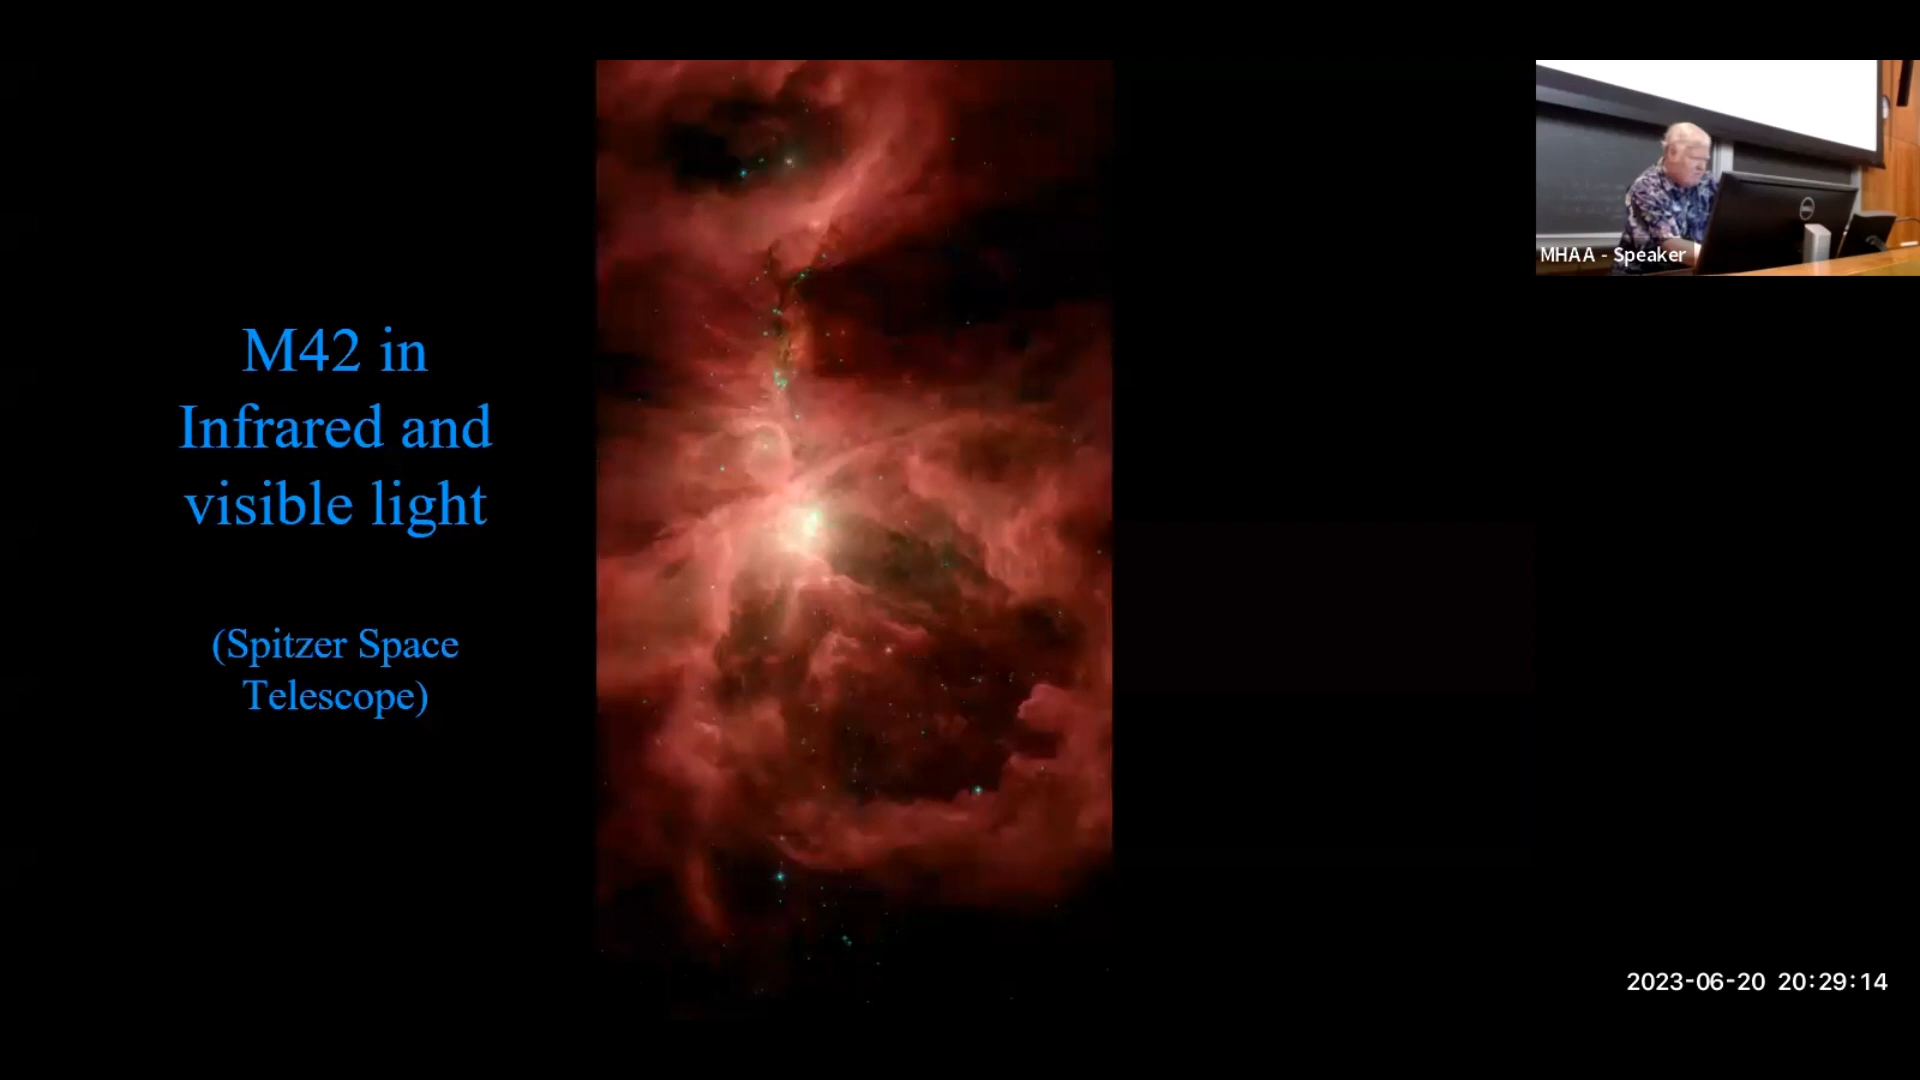 M42 in
Infrared and
visible light
(Spitzer Space
Telescope)
MHAA - Speaker
2023-06-20 20:29:14